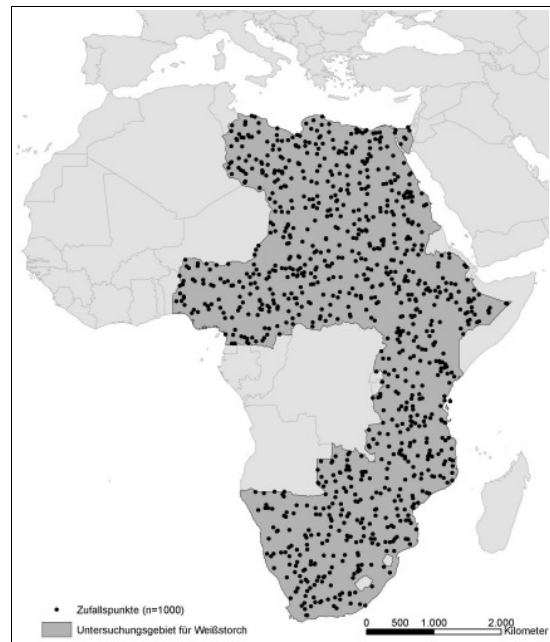 Zufallspunkte (n=1000)
Untersuchungsgebiet für Weißstorch
0 500 1.000 2.000
Kilometer